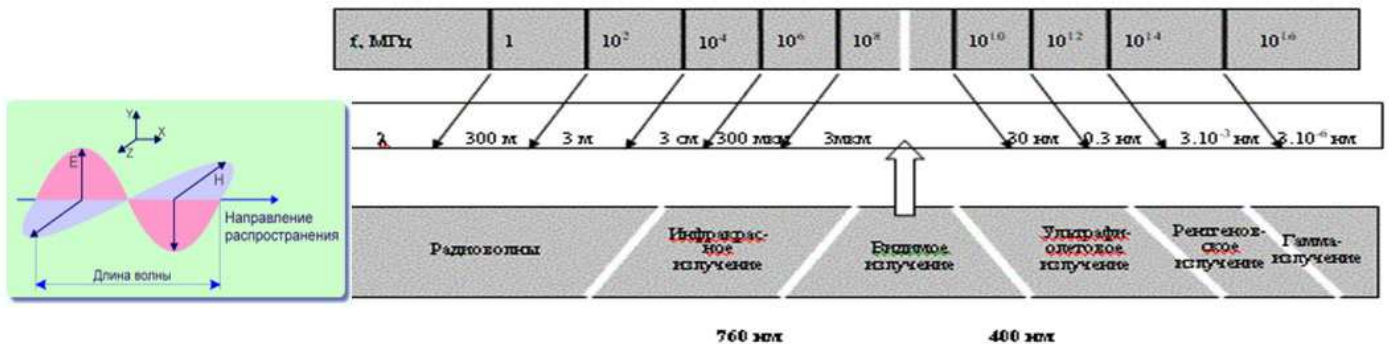 f, МГц 1 10² 10⁴ 10⁶ 10⁸ 10¹⁰ 10¹² 10¹⁴ 10¹⁶
λ 300 м 3 м 3 см 300 мкм 3мкм 30 нм 0.3 нм 3.10⁻³ нм 3.10⁻⁶ нм
Y
X
Z
E
H
Направление
распространения
Длина волны
Радиоволны
Инфракрас-
ное
излучение
Видимое
излучение
Ультрафи-
олетовое
излучение
Рентгенов-
ское
излучение
Гамма-
излучение
760 нм 400 нм